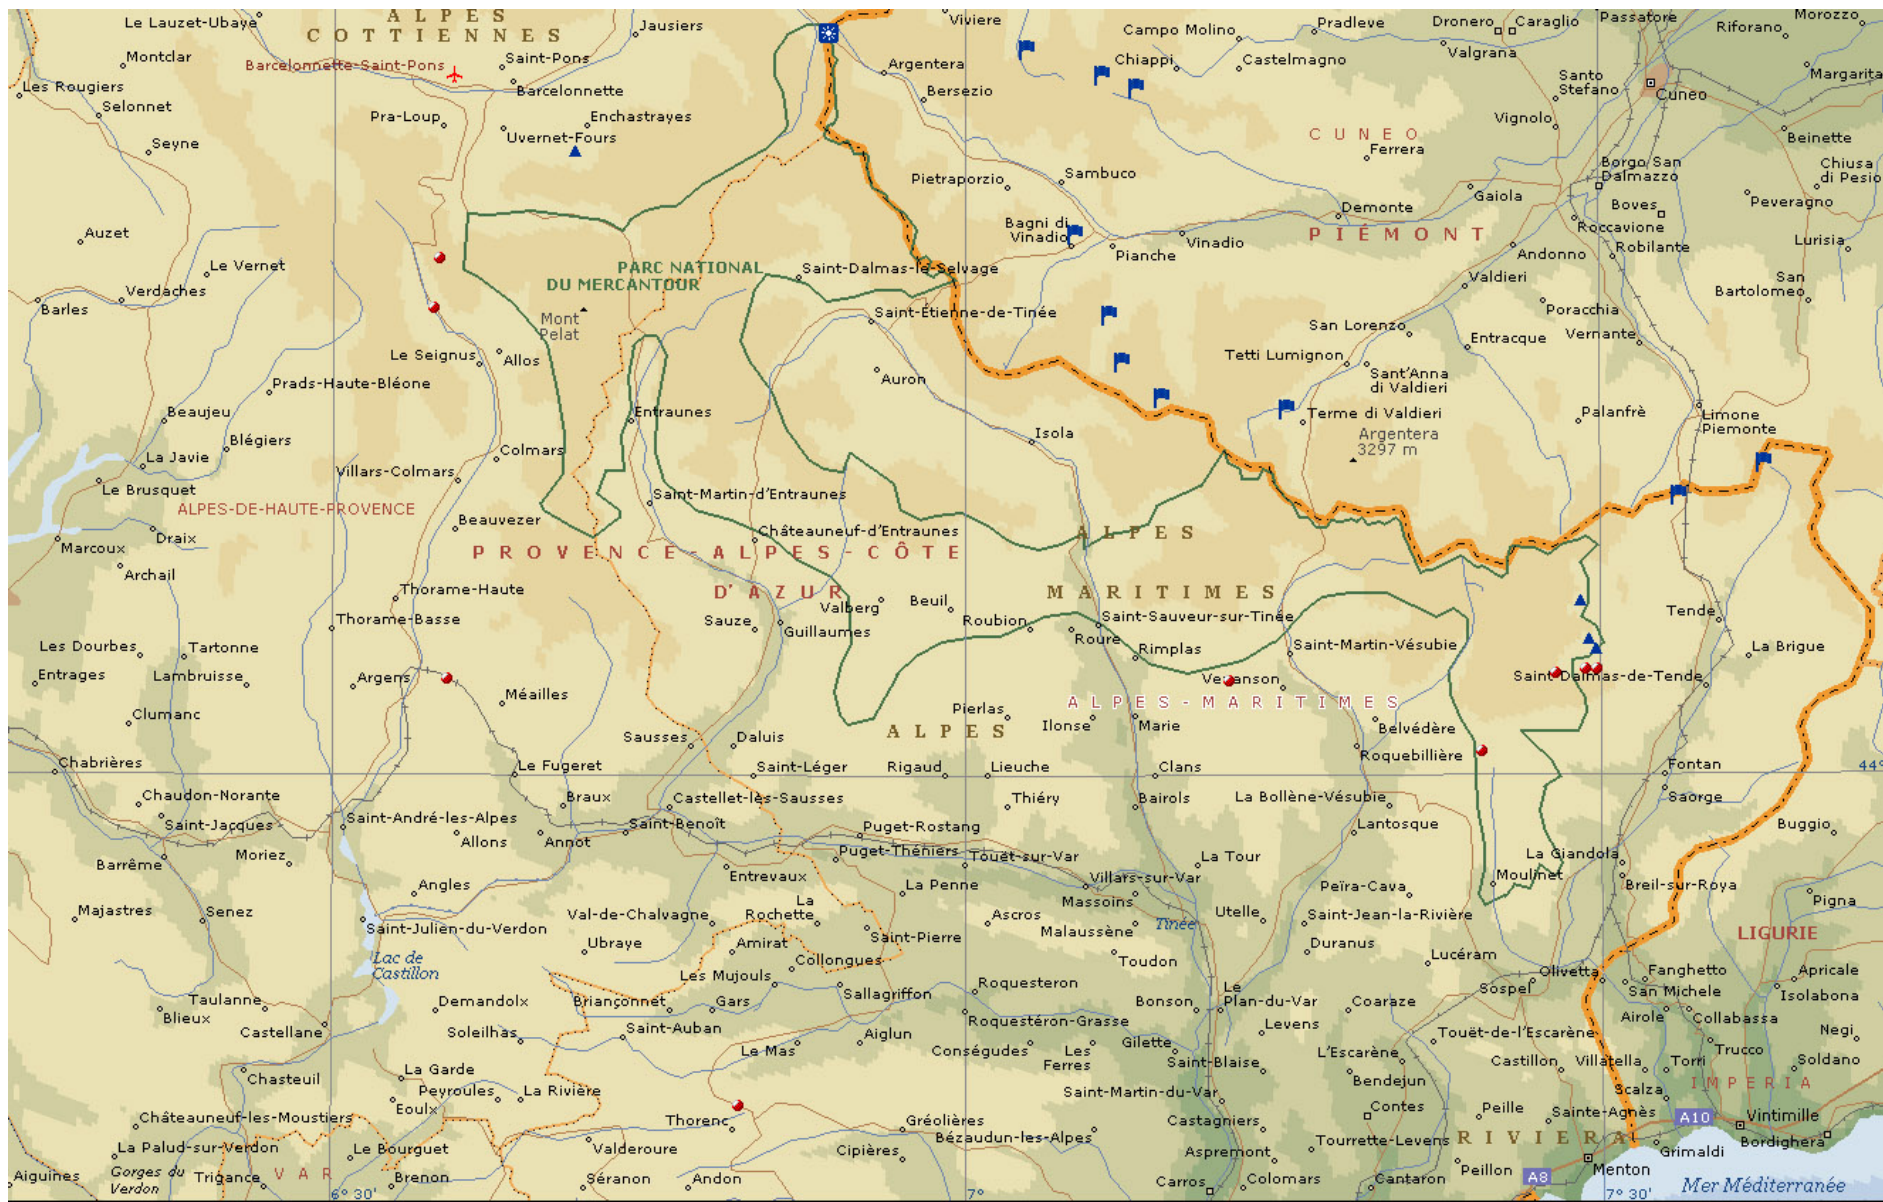 Le Lauzet-Ubaye
ALPES
COTTIENNES
Jausiers
Viviere
Campo Molino
Pradleve
Dronero
Caraglio
Passatore
Riforano
Morozzo
Montclar
Barcelonnette-Saint-Pons
Saint-Pons
Argentera
Chiappi
Castelmagno
Valgrana
Santo
Stefano
Margarita
Les Rougiers
Selonnet
Barcelonnette
Bersezio
Cuneo
Pra-Loup
Enchastrayes
Uvernet-Fours
Vignolo
CUNEO
Ferrera
Beinette
Seyne
Borgo San
Dalmazzo
Chiusa
di Pesio
Pietraporzio
Sambuco
Gaiola
Boves
Peveragno
Demonte
Auzet
Bagni di
Vinadio
Vinadio
PIÉMONT
Roccavione
Robilante
Lurisia
Pianche
Andonno
Le Vernet
PARC NATIONAL
DU MERCANTOUR
Saint-Dalmas-le-Selvage
Valdieri
San
Bartolomeo
Verdaches
Barles
Mont
Pelat
Saint-Étienne-de-Tinée
San Lorenzo
Poracchia
Vernante
Entracque
Le Seignus
Allos
Tetti Lumignon
Sant'Anna
di Valdieri
Auron
Prads-Haute-Bléone
Beaujeu
Entraunes
Terme di Valdieri
Palanfrè
Limone
Piemonte
Blégiers
Isola
Argentera
3297 m
La Javie
Colmars
Villars-Colmars
Le Brusquet
Saint-Martin-d'Entraunes
ALPES-DE-HAUTE-PROVENCE
Beauvezer
Châteauneuf-d'Entraunes
ALPES
Draix
Marcoux
PROVENCE-ALPES-CÔTE
Archail
Thorame-Haute
D'AZUR
MARITIMES
Valberg
Beuil
Tende
Thorame-Basse
Sauze
Guillaumes
Roubion
Saint-Sauveur-sur-Tinée
Roure
Les Dourbes
Tartonne
Rimplas
Saint-Martin-Vésubie
La Brigue
Entrages
Lambruisse
Argens
Saint-Dalmas-de-Tende
Méailles
ALPES-MARITIMES
Clumanc
Pierlas
Ilonse
Marie
Belvédère
Sausses
Daluis
ALPES
Roquebillière
Chabrières
Le Fugeret
Saint-Léger
Rigaud
Lieuche
Clans
Fontan
44°
Chaudon-Norante
Braux
Castellet-lès-Sausses
Thiéry
Bairols
La Bollène-Vésubie
Saorge
Saint-Jacques
Saint-André-les-Alpes
Saint-Benoît
Puget-Rostang
Lantosque
Buggio
Barrême
Moriez
Allons
Annot
Puget-Théniers
Touët-sur-Var
La Tour
La Giandola
Entrevaux
Villars-sur-Var
Moulinet
Angles
La Penne
Massoins
Peïra-Cava
Breil-sur-Roya
Majastres
Senez
Val-de-Chalvagne
La
Rochette
Ascros
Utelle
Saint-Jean-la-Rivière
Pigna
Saint-Julien-du-Verdon
Malaussène
Tinée
Ubraye
Amirat
Saint-Pierre
Duranus
LIGURIE
Lac de
Castillon
Collongues
Toudon
Lucéram
Les Mujouls
Olivetta
Fanghetto
Apricale
Roquesteron
Le
Plan-du-Var
Sospel
San Michele
Isolabona
Taulanne
Blieux
Demandolx
Briançonnet
Gars
Sallagriffon
Bonson
Coaraze
Airole
Collabassa
Castellane
Soleilhas
Saint-Auban
Aiglun
Roquestéron-Grasse
Levens
Touët-de-l'Escarène
Negi
Le Mas
Conségudes
Les
Ferres
Gilette
Saint-Blaise
L'Escarène
Castillon
Villatella
Trucco
Torri
Soldano
Chasteuil
La Garde
Peyroules
La Rivière
Saint-Martin-du-Var
Bendejun
Scalza
IMPERIA
Eoulx
Châteauneuf-les-Moustiers
Thorenc
Gréolières
Castagniers
Contes
Peille
Sainte-Agnès
A10
Vintimille
Bézaudun-les-Alpes
Tourrette-Levens
RIVIERA
Bordighera
La Palud-sur-Verdon
Le Bourguet
Valderoure
Cipières
Aspremont
Grimaldi
Gorges du
Verdon
Aiguines
Trigance
VAR
Brenon
Séranon
Andon
Carros
Colomars
Cantaron
Peillon
A8
Menton
Mer Méditerranée
6° 30'
7°
7° 30'